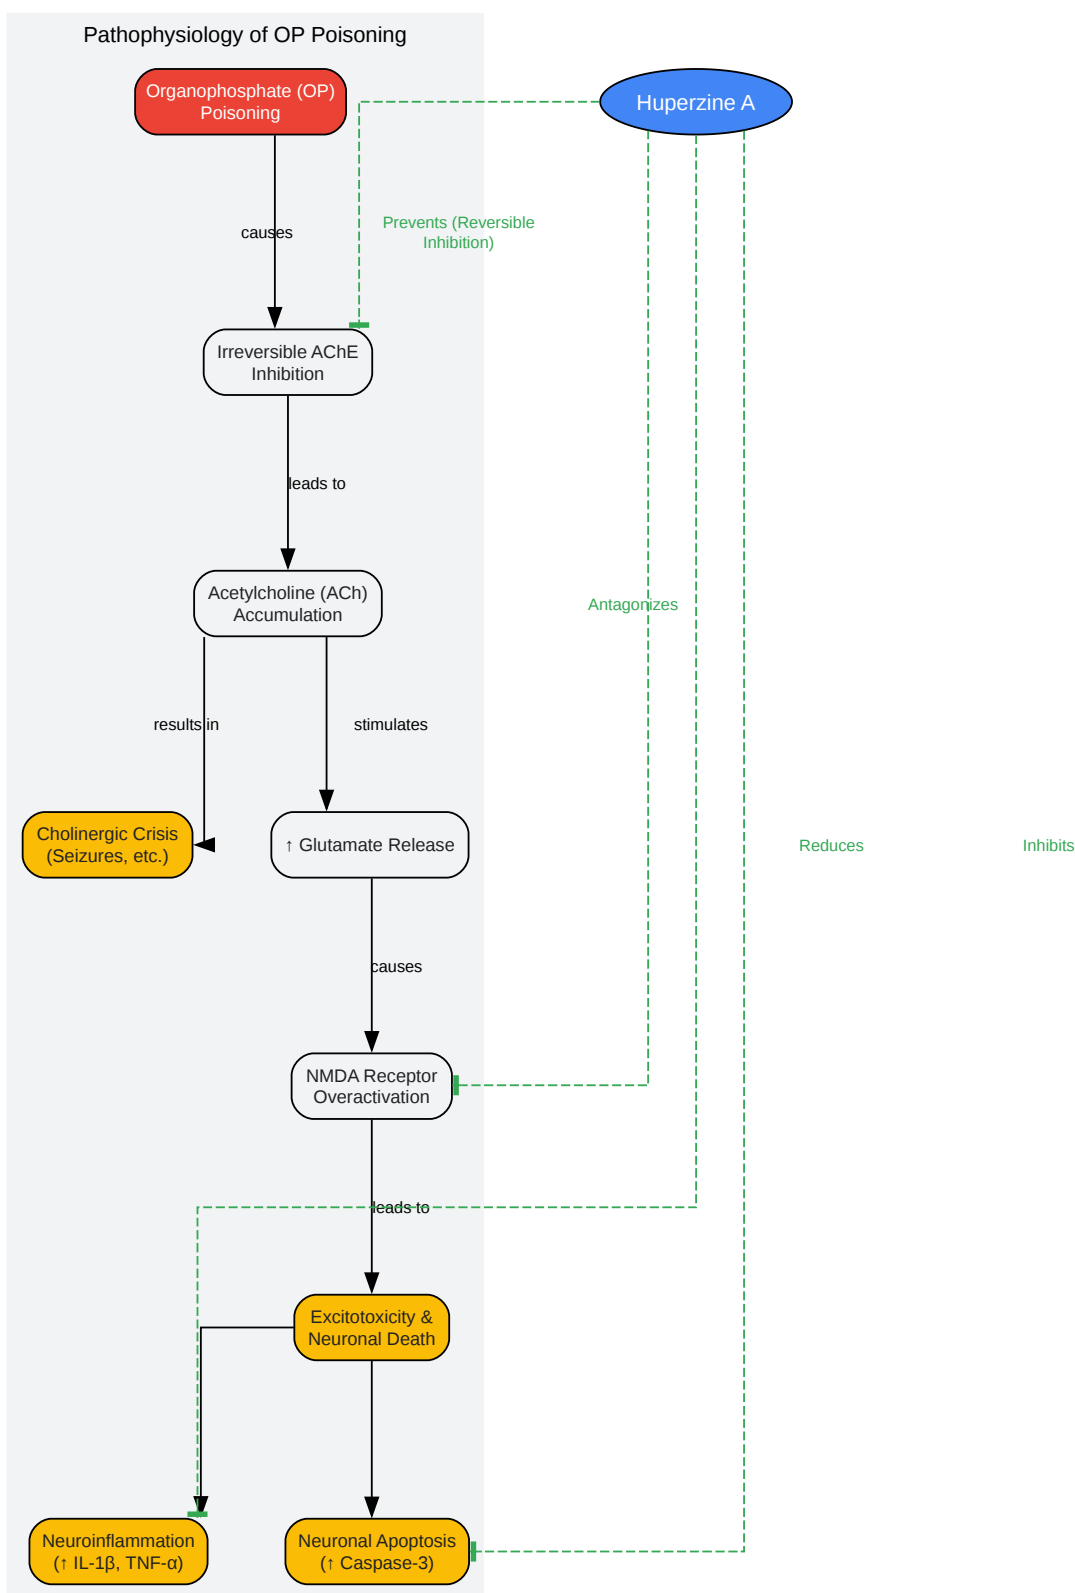 Pathophysiology of OP Poisoning
Organophosphate (OP)
Poisoning
Huperzine A
causes
Prevents (Reversible
Inhibition)
Irreversible AChE
Inhibition
leads to
Acetylcholine (ACh)
Accumulation
Antagonizes
results in
stimulates
Cholinergic Crisis
(Seizures, etc.)
↑ Glutamate Release
Reduces
Inhibits
causes
NMDA Receptor
Overactivation
leads to
Excitotoxicity &
Neuronal Death
Neuroinflammation
(↑ IL-1β, TNF-α)
Neuronal Apoptosis
(↑ Caspase-3)